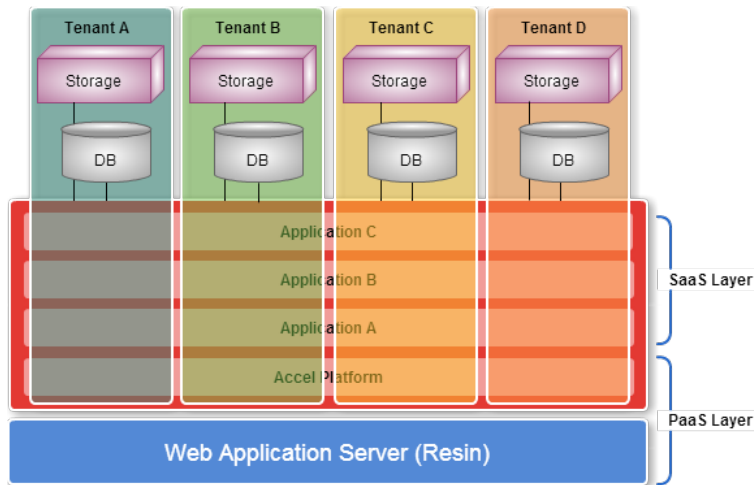 Tenant A
Tenant B
Tenant C
Tenant D
Storage
Storage
Storage
Storage
DB
DB
DB
DB
Application C
Application B
SaaS Layer
Application A
Accel Platform
PaaS Layer
Web Application Server (Resin)